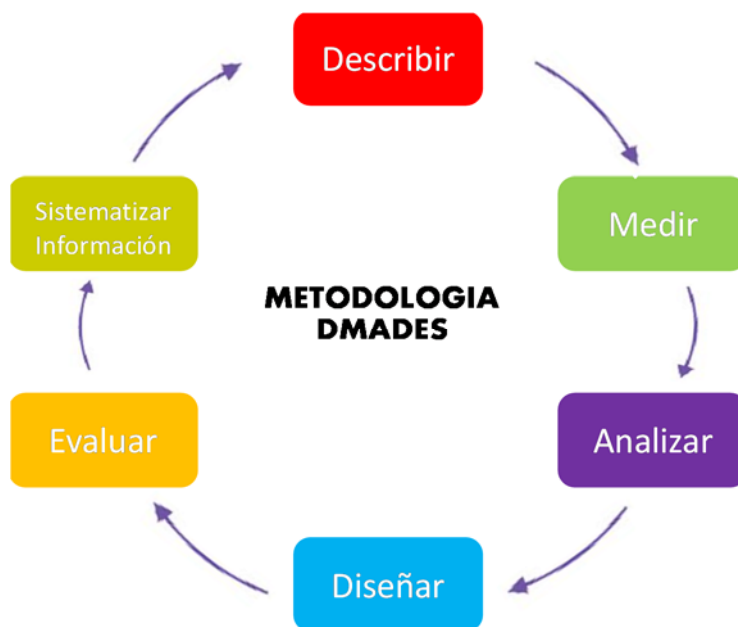 Describir
Medir
Analizar
Diseñar
Evaluar
Sistematizar
Información
METODOLOGIA
DMADES